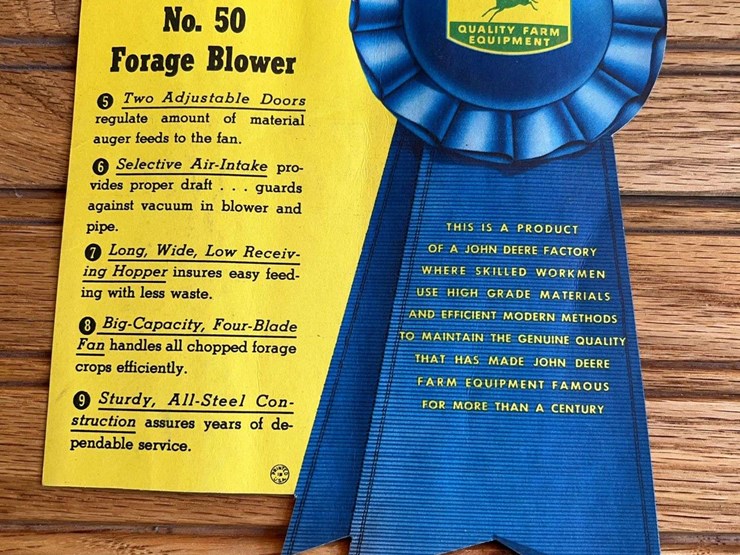 No. 50
Forage Blower
5 Two Adjustable Doors
regulate amount of material
auger feeds to the fan.
6 Selective Air-Intake pro-
vides proper draft . . . guards
against vacuum in blower and
pipe.
7 Long, Wide, Low Receiv-
ing Hopper insures easy feed-
ing with less waste.
8 Big-Capacity, Four-Blade
Fan handles all chopped forage
crops efficiently.
9 Sturdy, All-Steel Con-
struction assures years of de-
pendable service.
PRINTED
IN
U.S.A.
QUALITY FARM
EQUIPMENT
THIS IS A PRODUCT
OF A JOHN DEERE FACTORY
WHERE SKILLED WORKMEN
USE HIGH GRADE MATERIALS
AND EFFICIENT MODERN METHODS
TO MAINTAIN THE GENUINE QUALITY
THAT HAS MADE JOHN DEERE
FARM EQUIPMENT FAMOUS
FOR MORE THAN A CENTURY